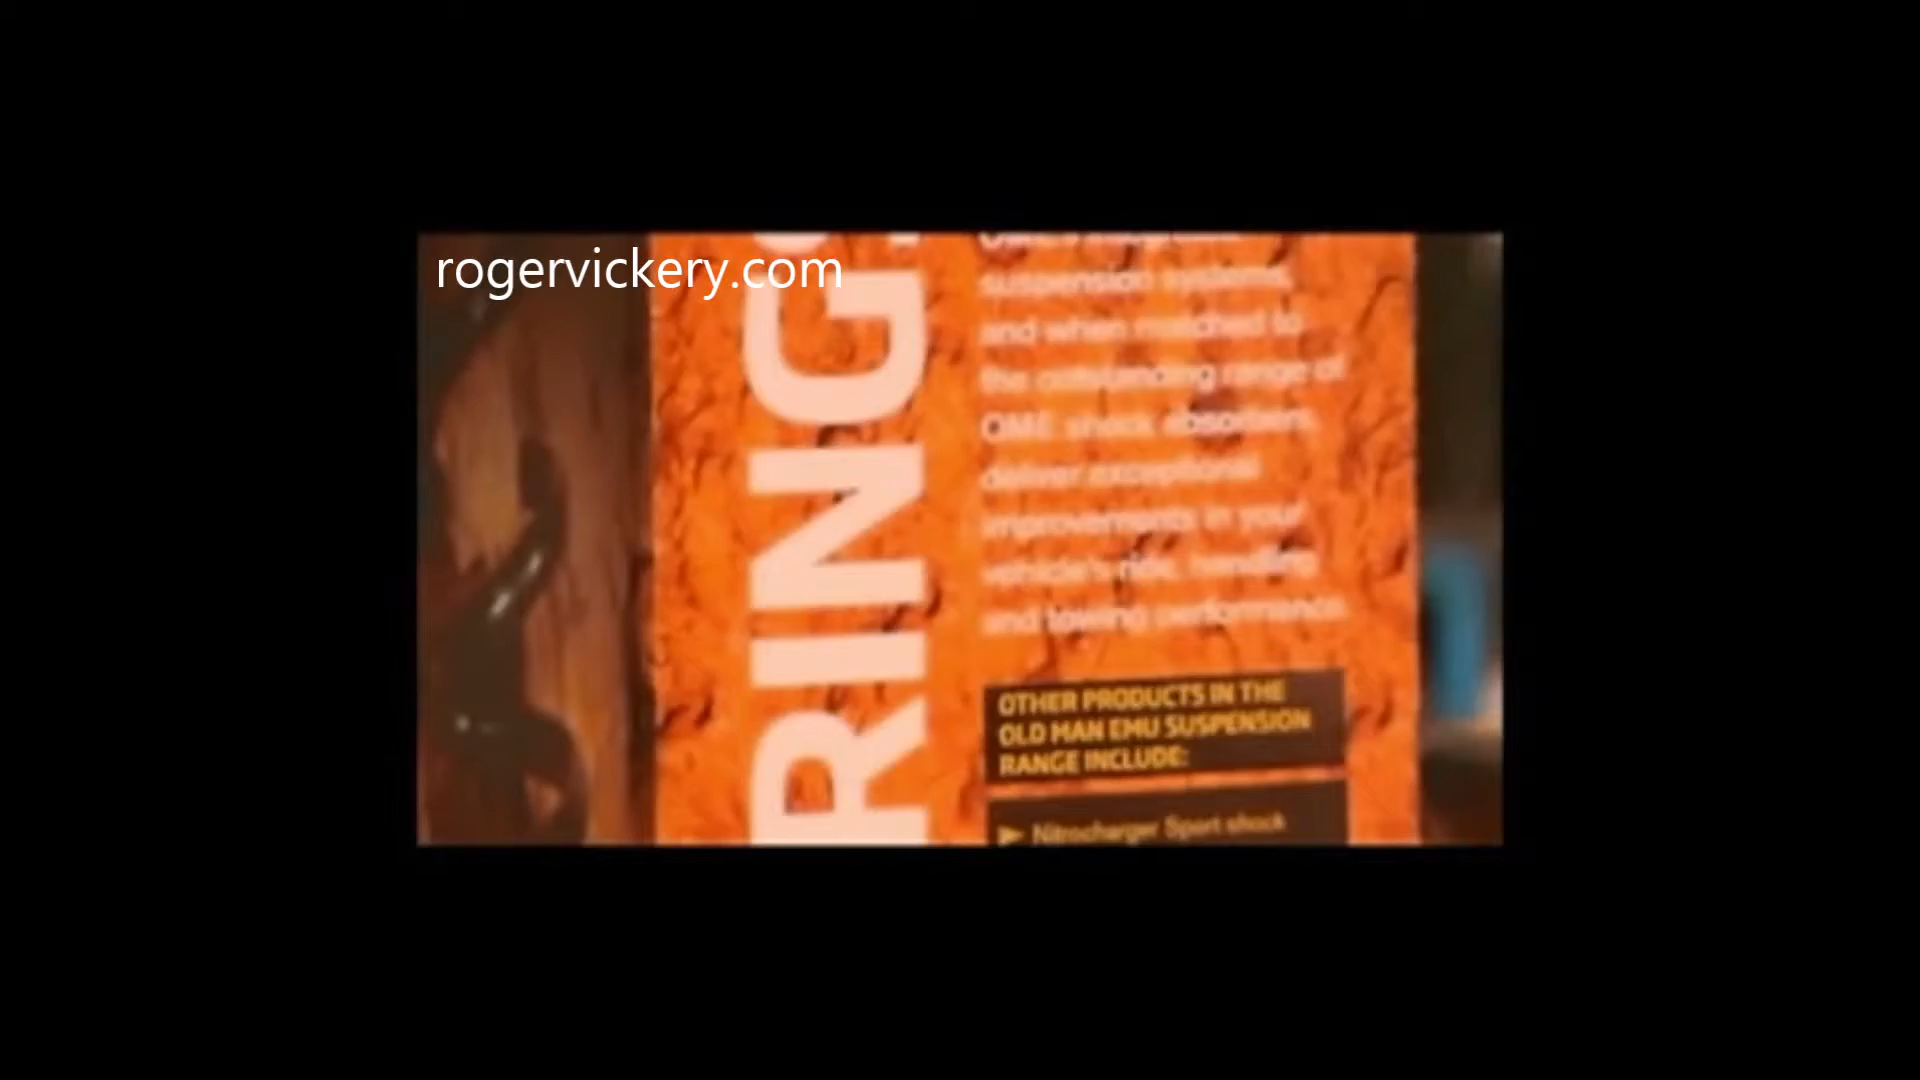 rogervickery.com
RING
suspension systems,
and when matched to
the outstanding range of
OME shock absorbers,
deliver exceptional
improvements in your
vehicle's ride, handling
and towing performance.
OTHER PRODUCTS IN THE
OLD MAN EMU SUSPENSION
RANGE INCLUDE:
► Nitrocharger Sport shock